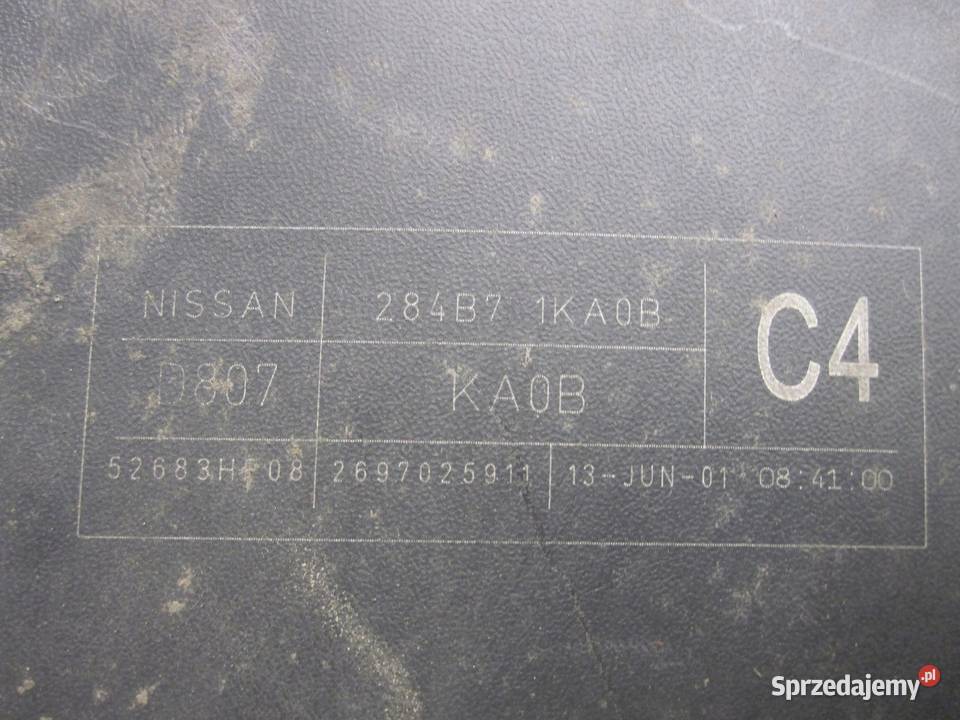 NISSAN 284B7 1KA0B C4
D807 KA0B
52683H-08 2697025911 13-JUN-01 08:41:00
Sprzedajemy.pl